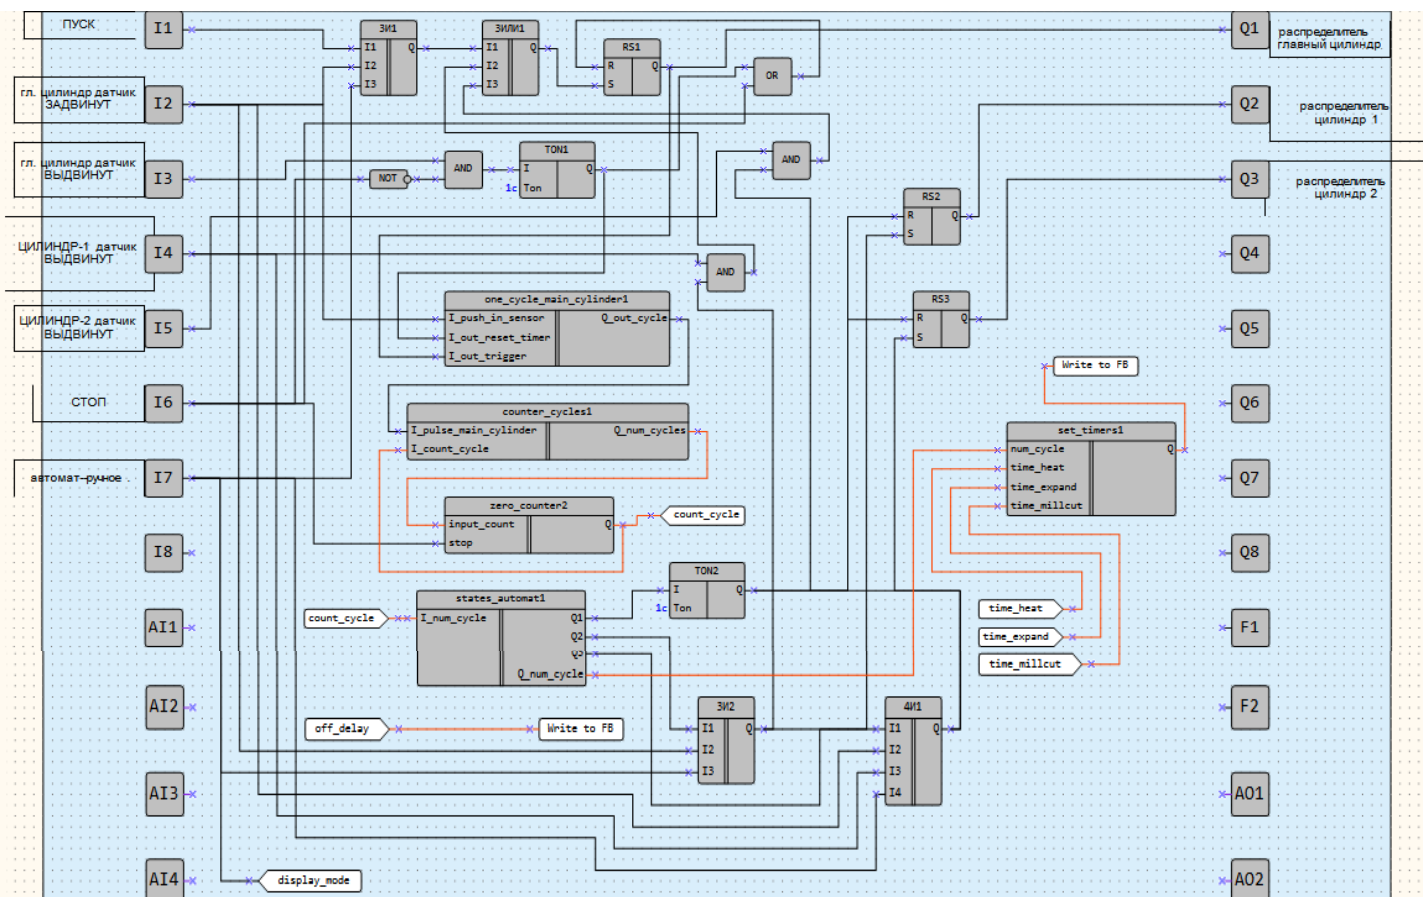 ПУСК
I1
гл. цилиндр датчик
ЗАДВИНУТ
I2
гл. цилиндр датчик
ВЫДВИНУТ
I3
ЦИЛИНДР-1 датчик
ВЫДВИНУТ
I4
ЦИЛИНДР-2 датчик
ВЫДВИНУТ
I5
СТОП
I6
автомат-ручное .
I7
I8
AI1
AI2
AI3
AI4
3И1
I1 Q
I2
I3
3ИЛИ1
I1 Q
I2
I3
RS1
R Q
S
OR
AND
NOT
AND
TON1
I Q
1с Ton
AND
RS2
R Q
S
RS3
R Q
S
one_cycle_main_cylinder1
I_push_in_sensor Q_out_cycle
I_out_reset_timer
I_out_trigger
counter_cycles1
I_pulse_main_cylinder Q_num_cycles
I_count_cycle
zero_counter2
input_count Q
stop
count_cycle
TON2
I Q
1с Ton
states_automat1
count_cycle
I_num_cycle Q1
Q2
Q3
Q_num_cycle
off_delay
Write to FB
3И2
I1 Q
I2
I3
4И1
I1 Q
I2
I3
I4
display_mode
Write to FB
set_timers1
num_cycle Q
time_heat
time_expand
time_millcut
time_heat
time_expand
time_millcut
Q1
распределитель
главный цилиндр
Q2
распределитель
цилиндр 1
Q3
распределитель
цилиндр 2
Q4
Q5
Q6
Q7
Q8
F1
F2
AO1
AO2